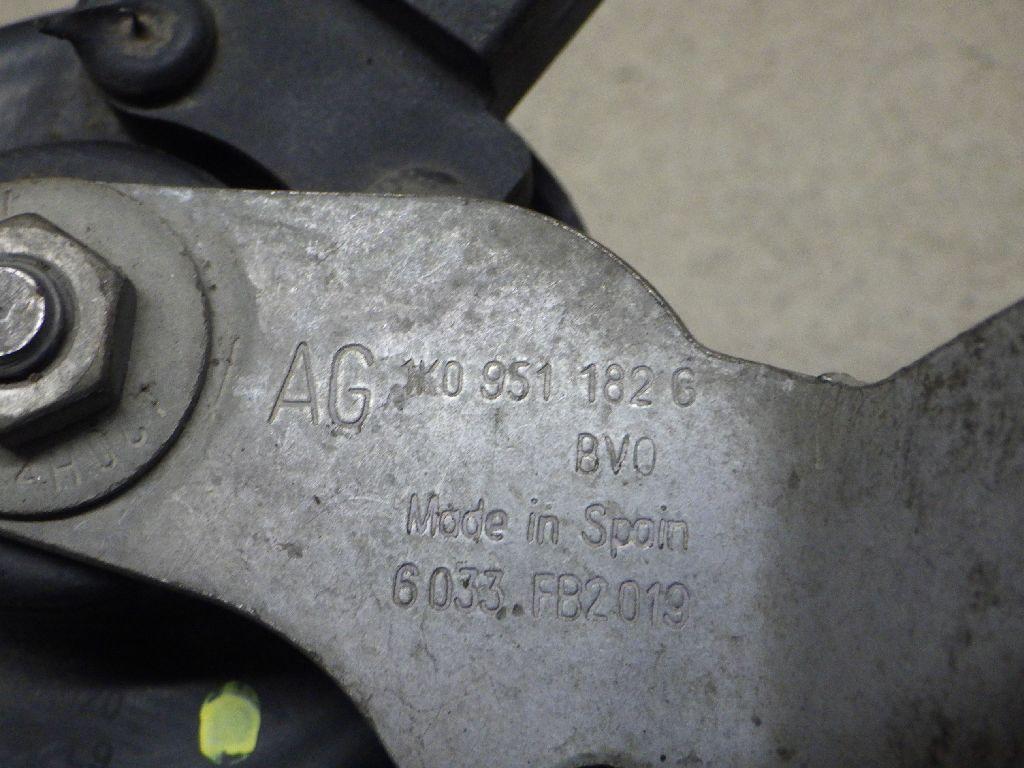 AG 1K0 951 182 G
BVO
Made in Spain
6 033 FB2 019